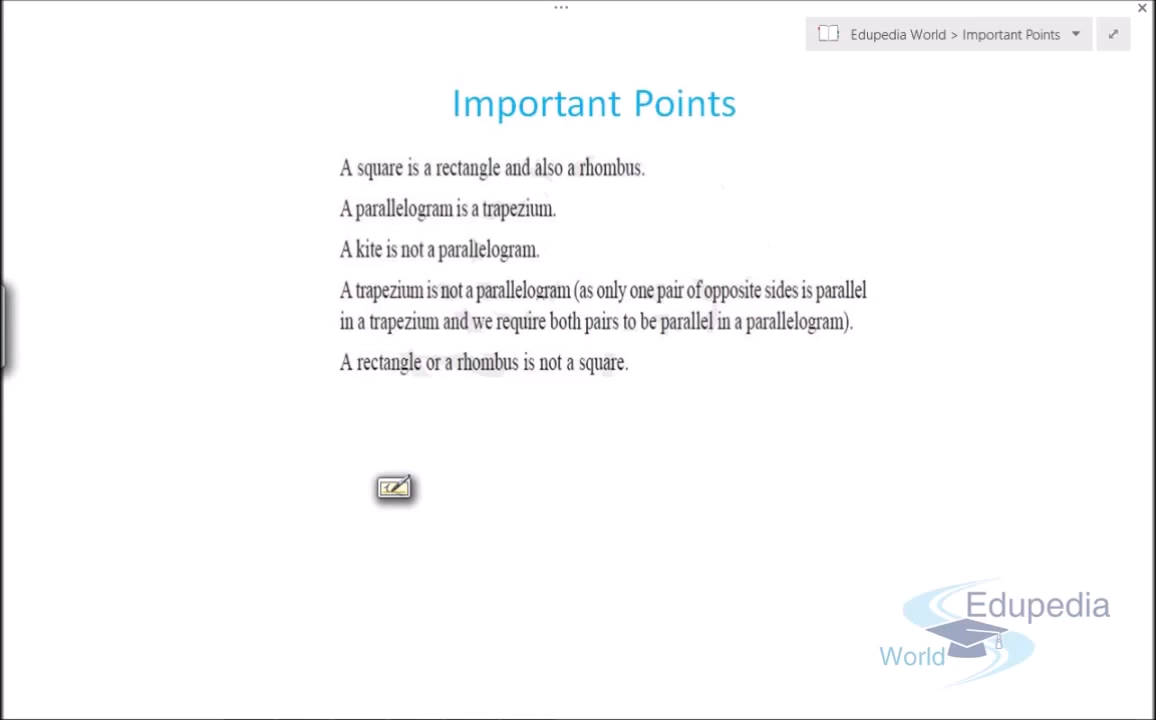 ...
Edupedia World > Important Points
Important Points
A square is a rectangle and also a rhombus.
A parallelogram is a trapezium.
A kite is not a parallelogram.
A trapezium is not a parallelogram (as only one pair of opposite sides is parallel
in a trapezium and we require both pairs to be parallel in a parallelogram).
A rectangle or a rhombus is not a square.
Edupedia
World